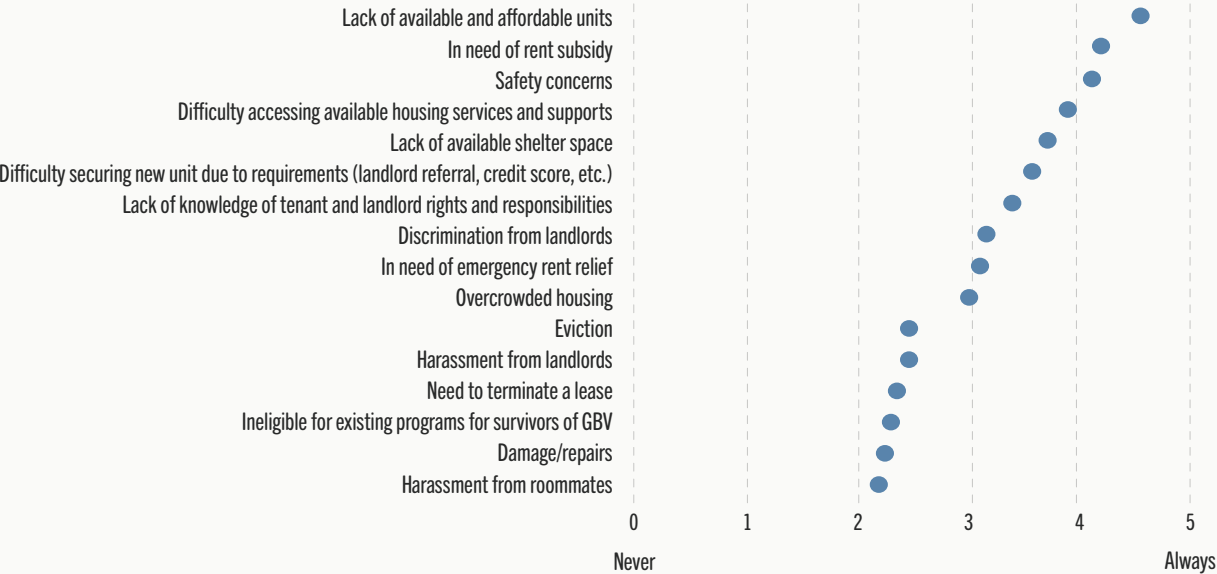 Lack of available and affordable units
In need of rent subsidy
Safety concerns
Difficulty accessing available housing services and supports
Lack of available shelter space
Difficulty securing new unit due to requirements (landlord referral, credit score, etc.)
Lack of knowledge of tenant and landlord rights and responsibilities
Discrimination from landlords
In need of emergency rent relief
Overcrowded housing
Eviction
Harassment from landlords
Need to terminate a lease
Ineligible for existing programs for survivors of GBV
Damage/repairs
Harassment from roommates
0 1 2 3 4 5
Never Always